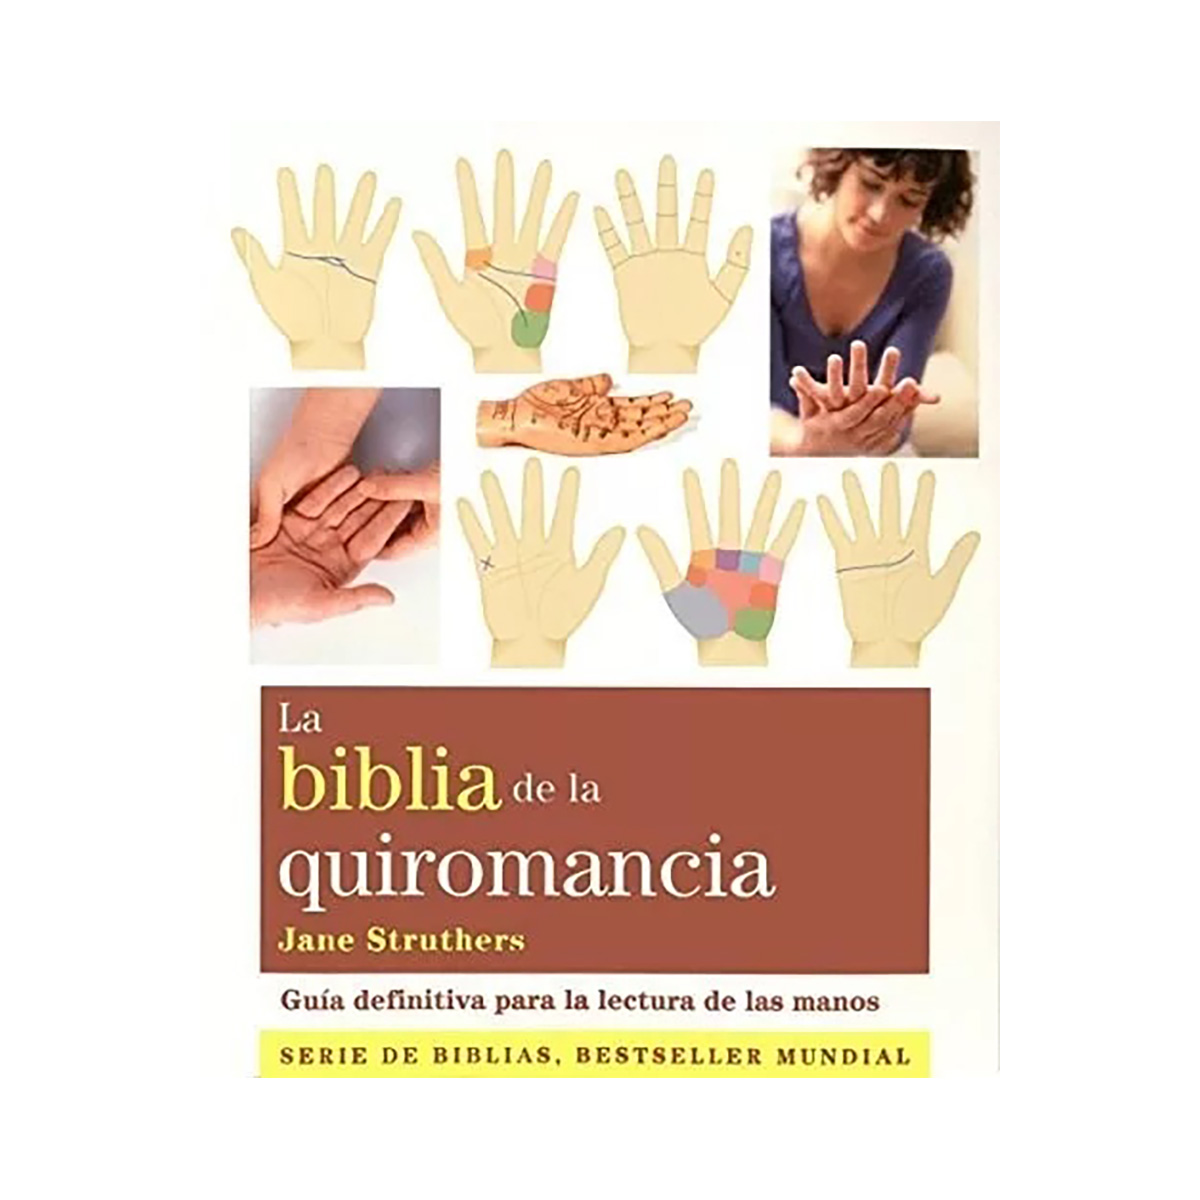 La
biblia de la
quiromancia
Jane Struthers
Guía definitiva para la lectura de las manos
SERIE DE BIBLIAS, BESTSELLER MUNDIAL